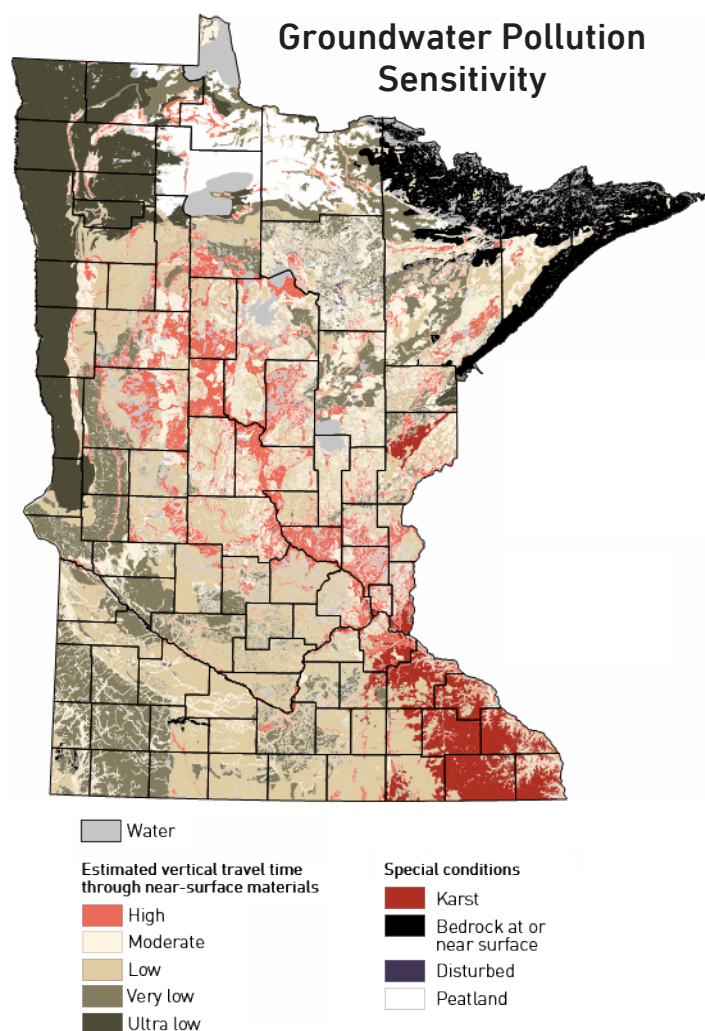 Groundwater Pollution
Sensitivity
Water
Estimated vertical travel time
through near-surface materials
High
Moderate
Low
Very low
Ultra low
Special conditions
Karst
Bedrock at or
near surface
Disturbed
Peatland